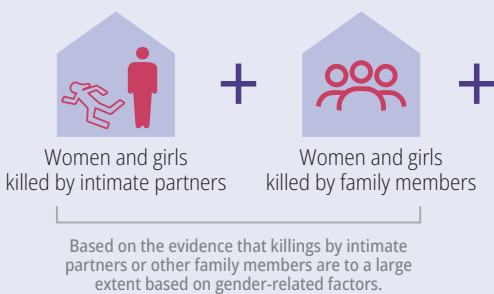 Women and girls
killed by intimate partners
+
Women and girls
killed by family members
+
Based on the evidence that killings by intimate
partners or other family members are to a large
extent based on gender-related factors.